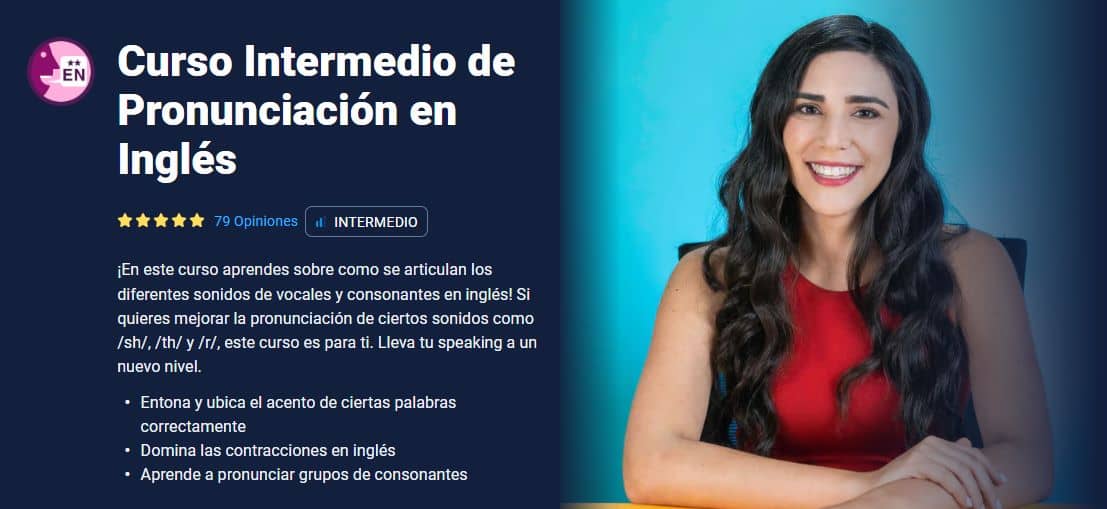 EN
Curso Intermedio de
Pronunciación en
Inglés
79 Opiniones
INTERMEDIO
¡En este curso aprendes sobre como se articulan los
diferentes sonidos de vocales y consonantes en inglés! Si
quieres mejorar la pronunciación de ciertos sonidos como
/sh/, /th/ y /r/, este curso es para ti. Lleva tu speaking a un
nuevo nivel.
• Entona y ubica el acento de ciertas palabras
correctamente
• Domina las contracciones en inglés
• Aprende a pronunciar grupos de consonantes